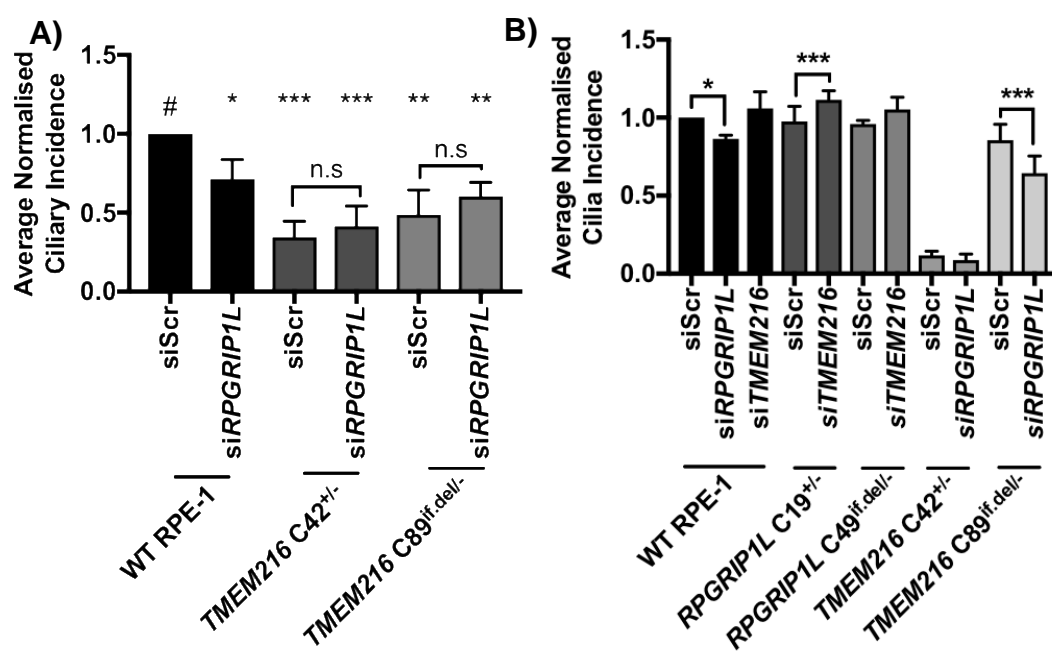 A)
Average Normalised
Ciliary Incidence
1.5
1.0
0.5
0.0
# * *** *** ** **
n.s
n.s
siScr
siRPGRIP1L
siScr
siRPGRIP1L
siScr
siRPGRIP1L
WT RPE-1
TMEM216 C42+/-
TMEM216 C89if.del/-
B)
Average Normalised
Cilia Incidence
1.5
1.0
0.5
0.0
*
***
***
siScr
siRPGRIP1L
siTMEM216
siScr
siTMEM216
siScr
siTMEM216
siScr
siRPGRIP1L
siScr
siRPGRIP1L
WT RPE-1
RPGRIP1L C19+/-
RPGRIP1L C49if.del/-
TMEM216 C42+/-
TMEM216 C89if.del/-